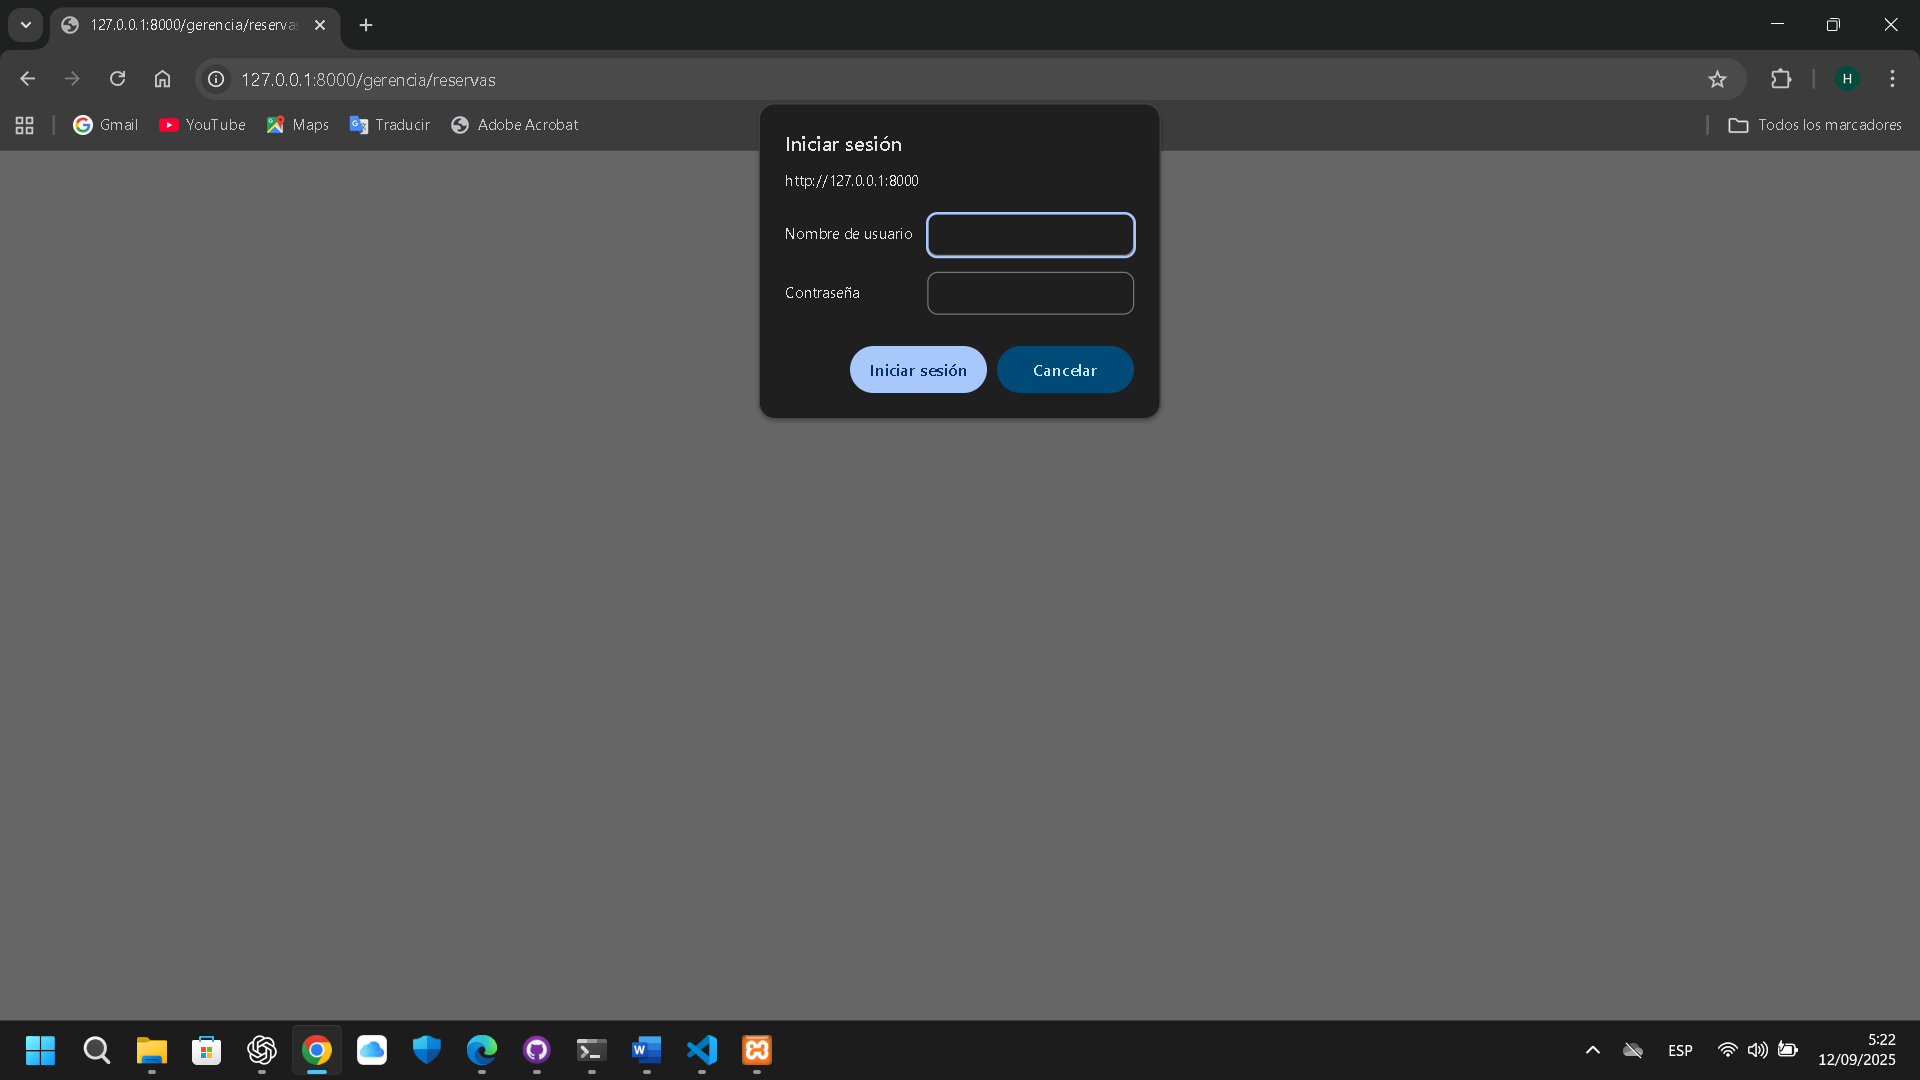 127.0.0.1:8000/gerencia/reserva
127.0.0.1:8000/gerencia/reservas
H
Gmail
YouTube
Maps
Traducir
Adobe Acrobat
Todos los marcadores
Iniciar sesión
http://127.0.0.1:8000
Nombre de usuario
Contraseña
Iniciar sesión
Cancelar
ESP
5:22
12/09/2025